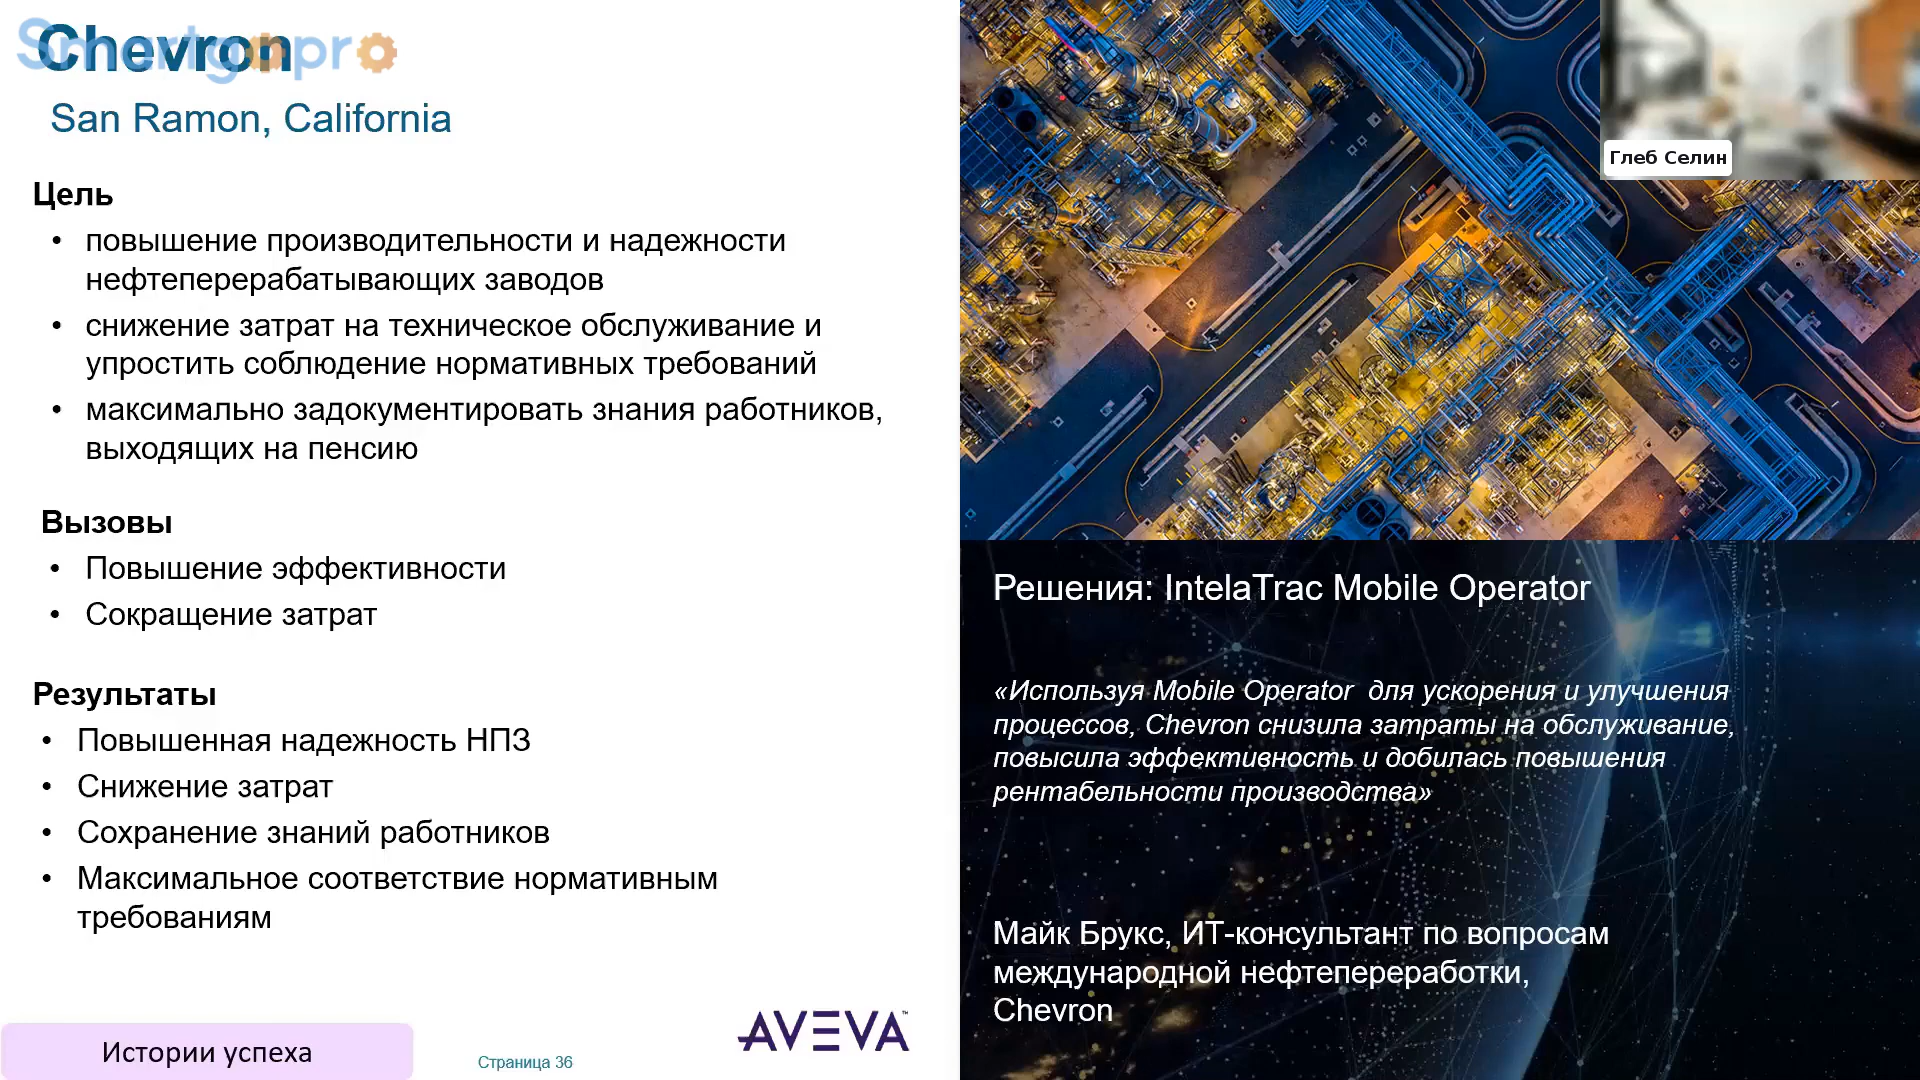 Smartgopro
Chevron
San Ramon, California
Цель
• повышение производительности и надежности
нефтеперерабатывающих заводов
• снижение затрат на техническое обслуживание и
упростить соблюдение нормативных требований
• максимально задокументировать знания работников,
выходящих на пенсию
Вызовы
• Повышение эффективности
• Сокращение затрат
Результаты
• Повышенная надежность НПЗ
• Снижение затрат
• Сохранение знаний работников
• Максимальное соответствие нормативным
требованиям
Истории успеха
Страница 36
AVEVA™
Глеб Селин
Решения: IntelaTrac Mobile Operator
«Используя Mobile Operator для ускорения и улучшения
процессов, Chevron снизила затраты на обслуживание,
повысила эффективность и добилась повышения
рентабельности производства»
Майк Брукс, ИТ-консультант по вопросам
международной нефтепереработки,
Chevron